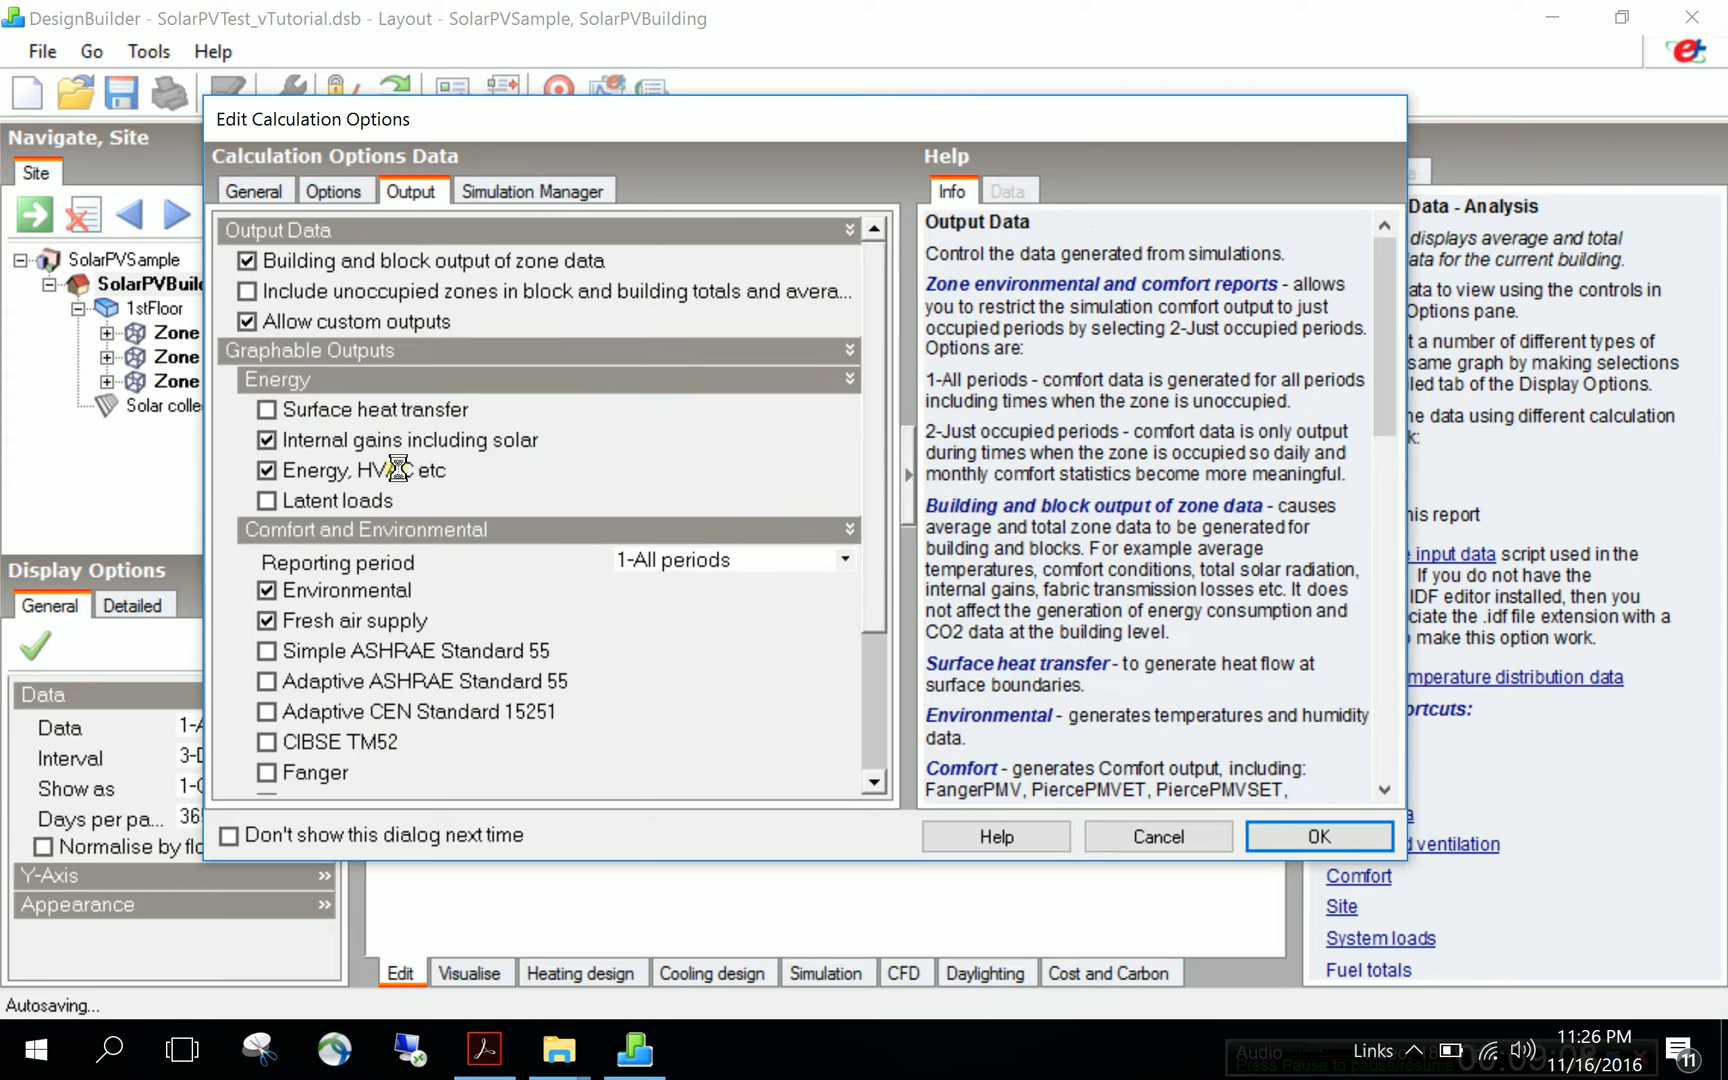 DesignBuilder - SolarPVTest_vTutorial.dsb - Layout - SolarPVSample, SolarPVBuilding
File Go Tools Help
Navigate, Site
Site
SolarPVSample
SolarPVBuil
1stFloor
Zone
Zone
Zone
Solar colle
Display Options
General Detailed
Data
Data 1-A
Interval 3-D
Show as
Days per pa... 365
Normalise by flo
Y-Axis
Appearance
Autosaving...
Edit Calculation Options
Calculation Options Data
General Options Output Simulation Manager
Output Data
Building and block output of zone data
Include unoccupied zones in block and building totals and avera...
Allow custom outputs
Graphable Outputs
Energy
Surface heat transfer
Internal gains including solar
Energy, HVAC etc
Latent loads
Comfort and Environmental
Reporting period 1-All periods
Environmental
Fresh air supply
Simple ASHRAE Standard 55
Adaptive ASHRAE Standard 55
Adaptive CEN Standard 15251
CIBSE TM52
Fanger
Don't show this dialog next time
Help Cancel OK
Help
Info Data
Output Data
Control the data generated from simulations.
Zone environmental and comfort reports - allows
you to restrict the simulation comfort output to just
occupied periods by selecting 2-Just occupied periods.
Options are:
1-All periods - comfort data is generated for all periods
including times when the zone is unoccupied.
2-Just occupied periods - comfort data is only output
during times when the zone is occupied so daily and
monthly comfort statistics become more meaningful.
Building and block output of zone data - causes
average and total zone data to be generated for
building and blocks. For example average
temperatures, comfort conditions, total solar radiation,
internal gains, fabric transmission losses etc. It does
not affect the generation of energy consumption and
CO2 data at the building level.
Surface heat transfer - to generate heat flow at
surface boundaries.
Environmental - generates temperatures and humidity
data.
Comfort - generates Comfort output, including:
FangerPMV, PiercePMVET, PiercePMVSET,
Data - Analysis
displays average and total
ata for the current building.
ata to view using the controls in
Options pane.
t a number of different types of
same graph by making selections
led tab of the Display Options.
ne data using different calculation
k:
his report
e input data script used in the
If you do not have the
IDF editor installed, then you
ciate the .idf file extension with a
o make this option work.
mperature distribution data
ortcuts:
d ventilation
Comfort
Site
System loads
Fuel totals
Edit Visualise Heating design Cooling design Simulation CFD Daylighting Cost and Carbon
Links
11:26 PM
11/16/2016
11